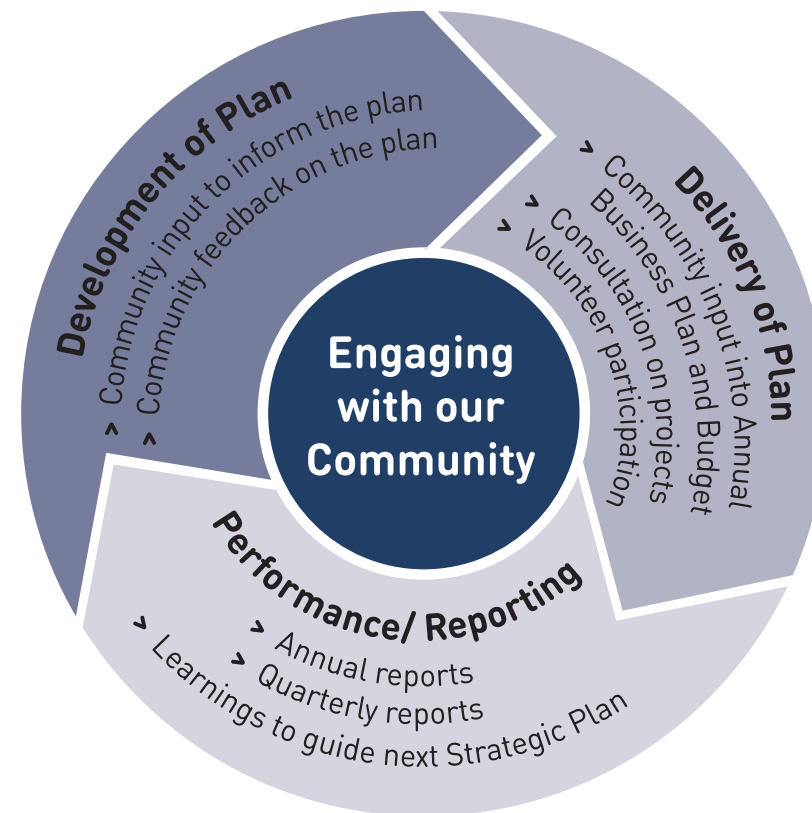 Development of Plan
> Community input to inform the plan
> Community feedback on the plan
Delivery of Plan
> Community input into Annual
Business Plan and Budget
> Consultation on projects
> Volunteer participation
Engaging
with our
Community
Performance/ Reporting
> Annual reports
> Quarterly reports
> Learnings to guide next Strategic Plan